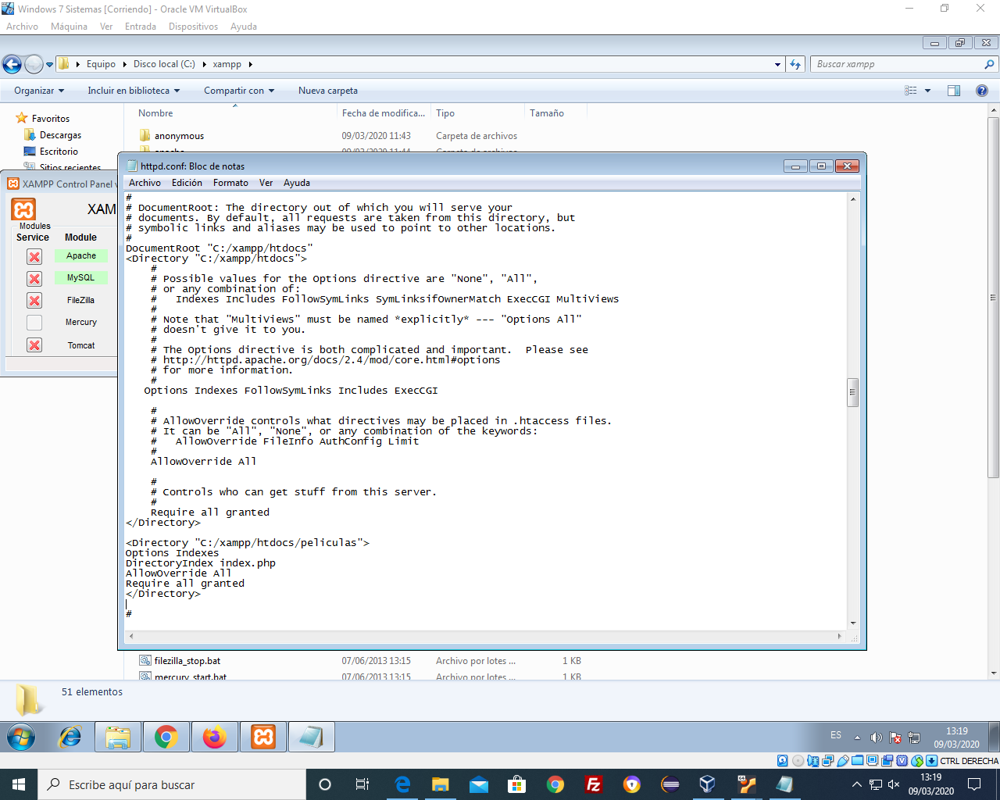 Windows 7 Sistemas [Corriendo] - Oracle VM VirtualBox
Archivo Máquina Ver Entrada Dispositivos Ayuda
Equipo Disco local (C:) xampp
Buscar xampp
Organizar Incluir en biblioteca Compartir con Nueva carpeta
Nombre Fecha de modifica... Tipo Tamaño
Favoritos
Descargas
Escritorio
Sitios recientes
anonymous 09/03/2020 11:43 Carpeta de archivos
apache 09/03/2020 11:44 Carpeta de archivos
XAMPP Control Panel v
XAM
Modules
Service Module
Apache
MySQL
FileZilla
Mercury
Tomcat
httpd.conf: Bloc de notas
Archivo Edición Formato Ver Ayuda
#
# DocumentRoot: The directory out of which you will serve your
# documents. By default, all requests are taken from this directory, but
# symbolic links and aliases may be used to point to other locations.
#
DocumentRoot "C:/xampp/htdocs"
<Directory "C:/xampp/htdocs">
#
# Possible values for the Options directive are "None", "All",
# or any combination of:
#   Indexes Includes FollowSymLinks SymLinksifOwnerMatch ExecCGI MultiViews
#
# Note that "MultiViews" must be named *explicitly* --- "Options All"
# doesn't give it to you.
#
# The Options directive is both complicated and important.  Please see
# http://httpd.apache.org/docs/2.4/mod/core.html#options
# for more information.
#
Options Indexes FollowSymLinks Includes ExecCGI
#
# AllowOverride controls what directives may be placed in .htaccess files.
# It can be "All", "None", or any combination of the keywords:
#   AllowOverride FileInfo AuthConfig Limit
#
AllowOverride All
#
# Controls who can get stuff from this server.
#
Require all granted
</Directory>
<Directory "C:/xampp/htdocs/peliculas">
Options Indexes
DirectoryIndex index.php
AllowOverride All
Require all granted
</Directory>
#
filezilla_stop.bat 07/06/2013 13:15 Archivo por lotes ... 1 KB
mercury_start.bat 07/06/2013 13:15 Archivo por lotes ... 1 KB
51 elementos
ES
13:19
09/03/2020
CTRL DERECHA
Escribe aquí para buscar
13:19
09/03/2020